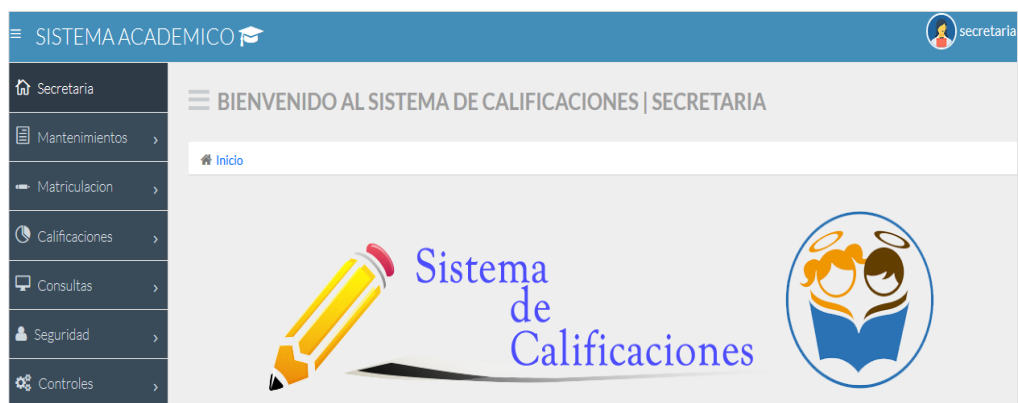 SISTEMA ACADEMICO
secretaria
Secretaria
Mantenimientos
Matriculacion
Calificaciones
Consultas
Seguridad
Controles
BIENVENIDO AL SISTEMA DE CALIFICACIONES | SECRETARIA
Inicio
Sistema
de
Calificaciones